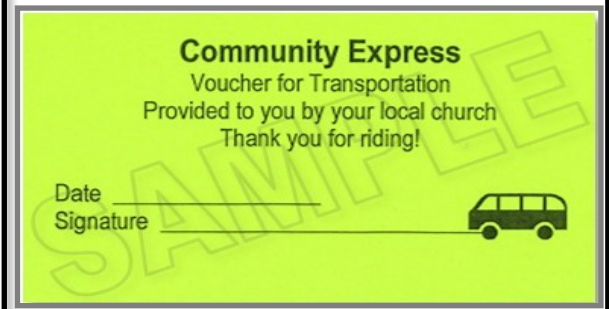 Community Express
Voucher for Transportation
Provided to you by your local church
Thank you for riding!
Date
Signature
SAMPLE